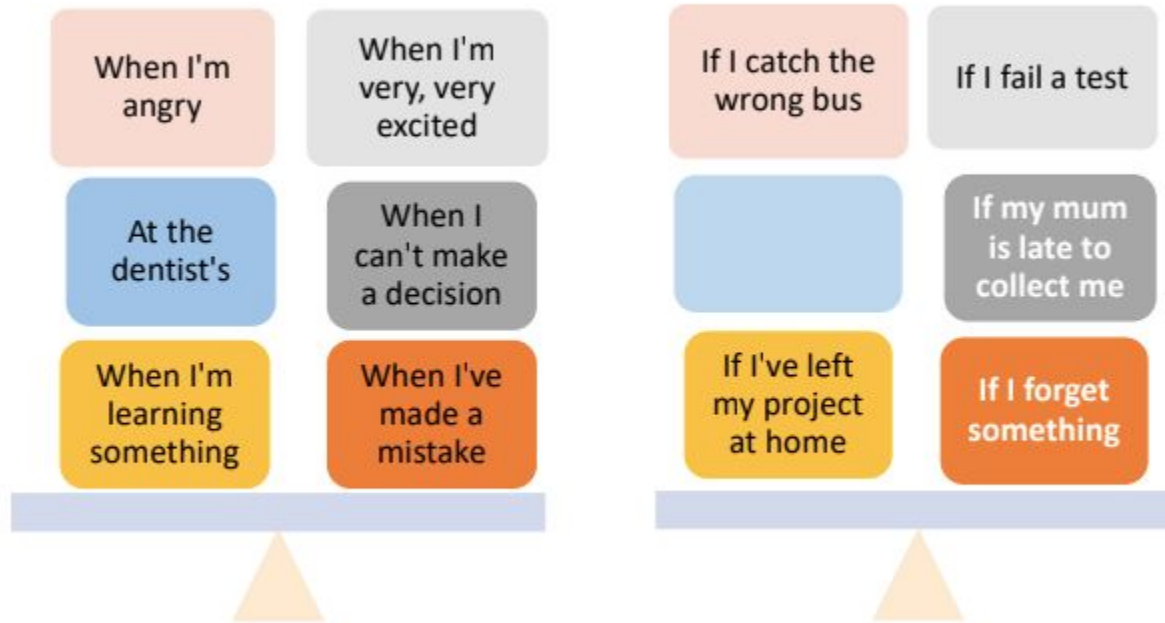 When I'm
angry
When I'm
very, very
excited
At the
dentist's
When I
can't make
a decision
When I'm
learning
something
When I've
made a
mistake
If I catch the
wrong bus
If I fail a test
If my mum
is late to
collect me
If I've left
my project
at home
If I forget
something